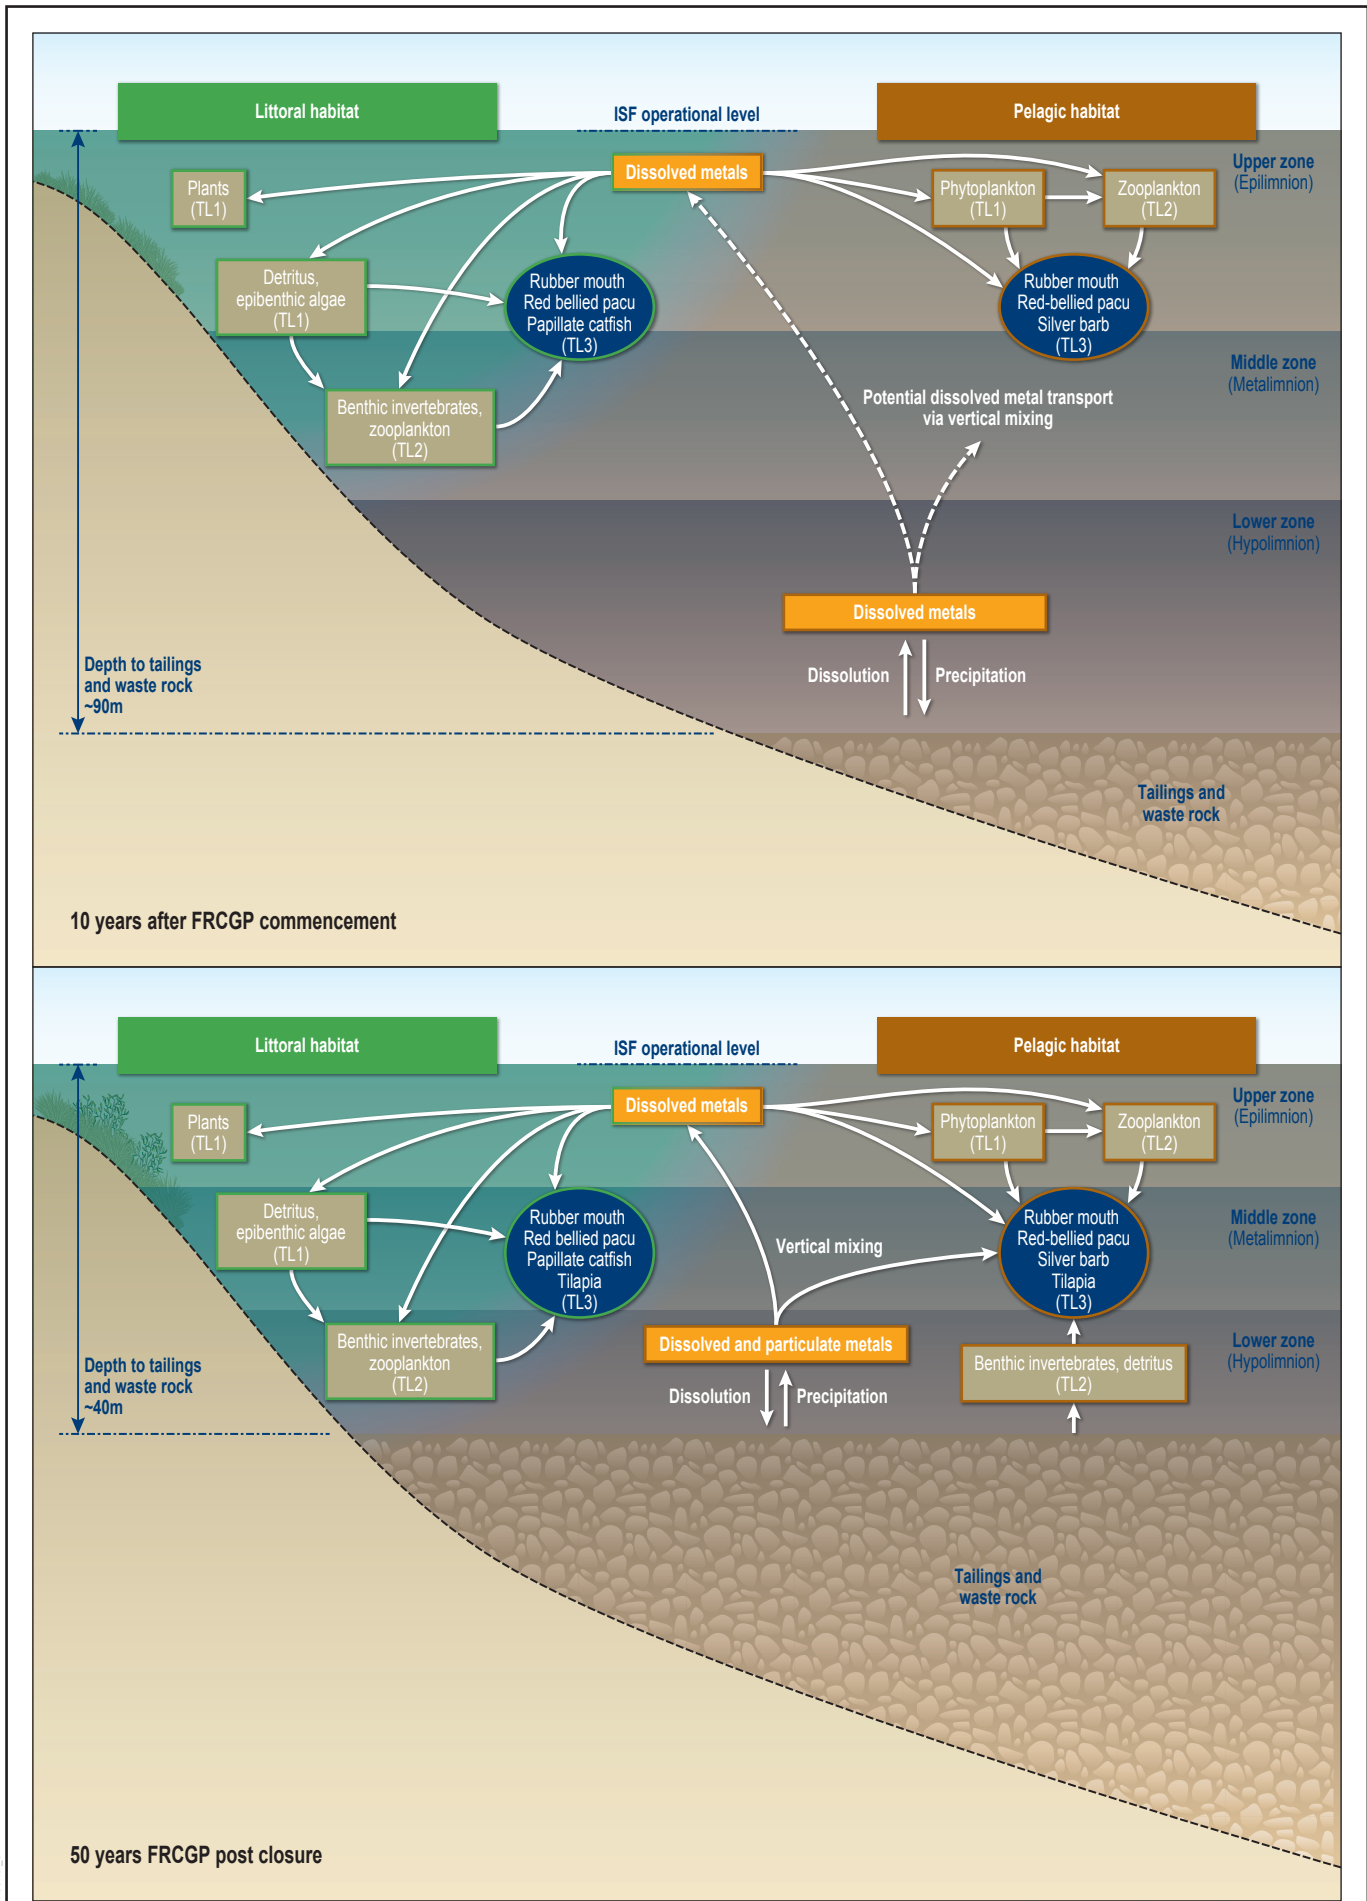 Littoral habitat
ISF operational level
Pelagic habitat
Dissolved metals
Upper zone
(Epilimnion)
Plants
(TL1)
Phytoplankton
(TL1)
Zooplankton
(TL2)
Detritus,
epibenthic algae
(TL1)
Rubber mouth
Red bellied pacu
Papillate catfish
(TL3)
Rubber mouth
Red-bellied pacu
Silver barb
(TL3)
Middle zone
(Metalimnion)
Benthic invertebrates,
zooplankton
(TL2)
Potential dissolved metal transport
via vertical mixing
Lower zone
(Hypolimnion)
Dissolved metals
Dissolution
Precipitation
Depth to tailings
and waste rock
~90m
Tailings and
waste rock
10 years after FRCGP commencement
Littoral habitat
ISF operational level
Pelagic habitat
Dissolved metals
Upper zone
(Epilimnion)
Plants
(TL1)
Phytoplankton
(TL1)
Zooplankton
(TL2)
Detritus,
epibenthic algae
(TL1)
Rubber mouth
Red bellied pacu
Papillate catfish
Tilapia
(TL3)
Vertical mixing
Rubber mouth
Red-bellied pacu
Silver barb
Tilapia
(TL3)
Middle zone
(Metalimnion)
Benthic invertebrates,
zooplankton
(TL2)
Dissolved and particulate metals
Benthic invertebrates, detritus
(TL2)
Lower zone
(Hypolimnion)
Dissolution
Precipitation
Depth to tailings
and waste rock
~40m
Tailings and
waste rock
50 years FRCGP post closure